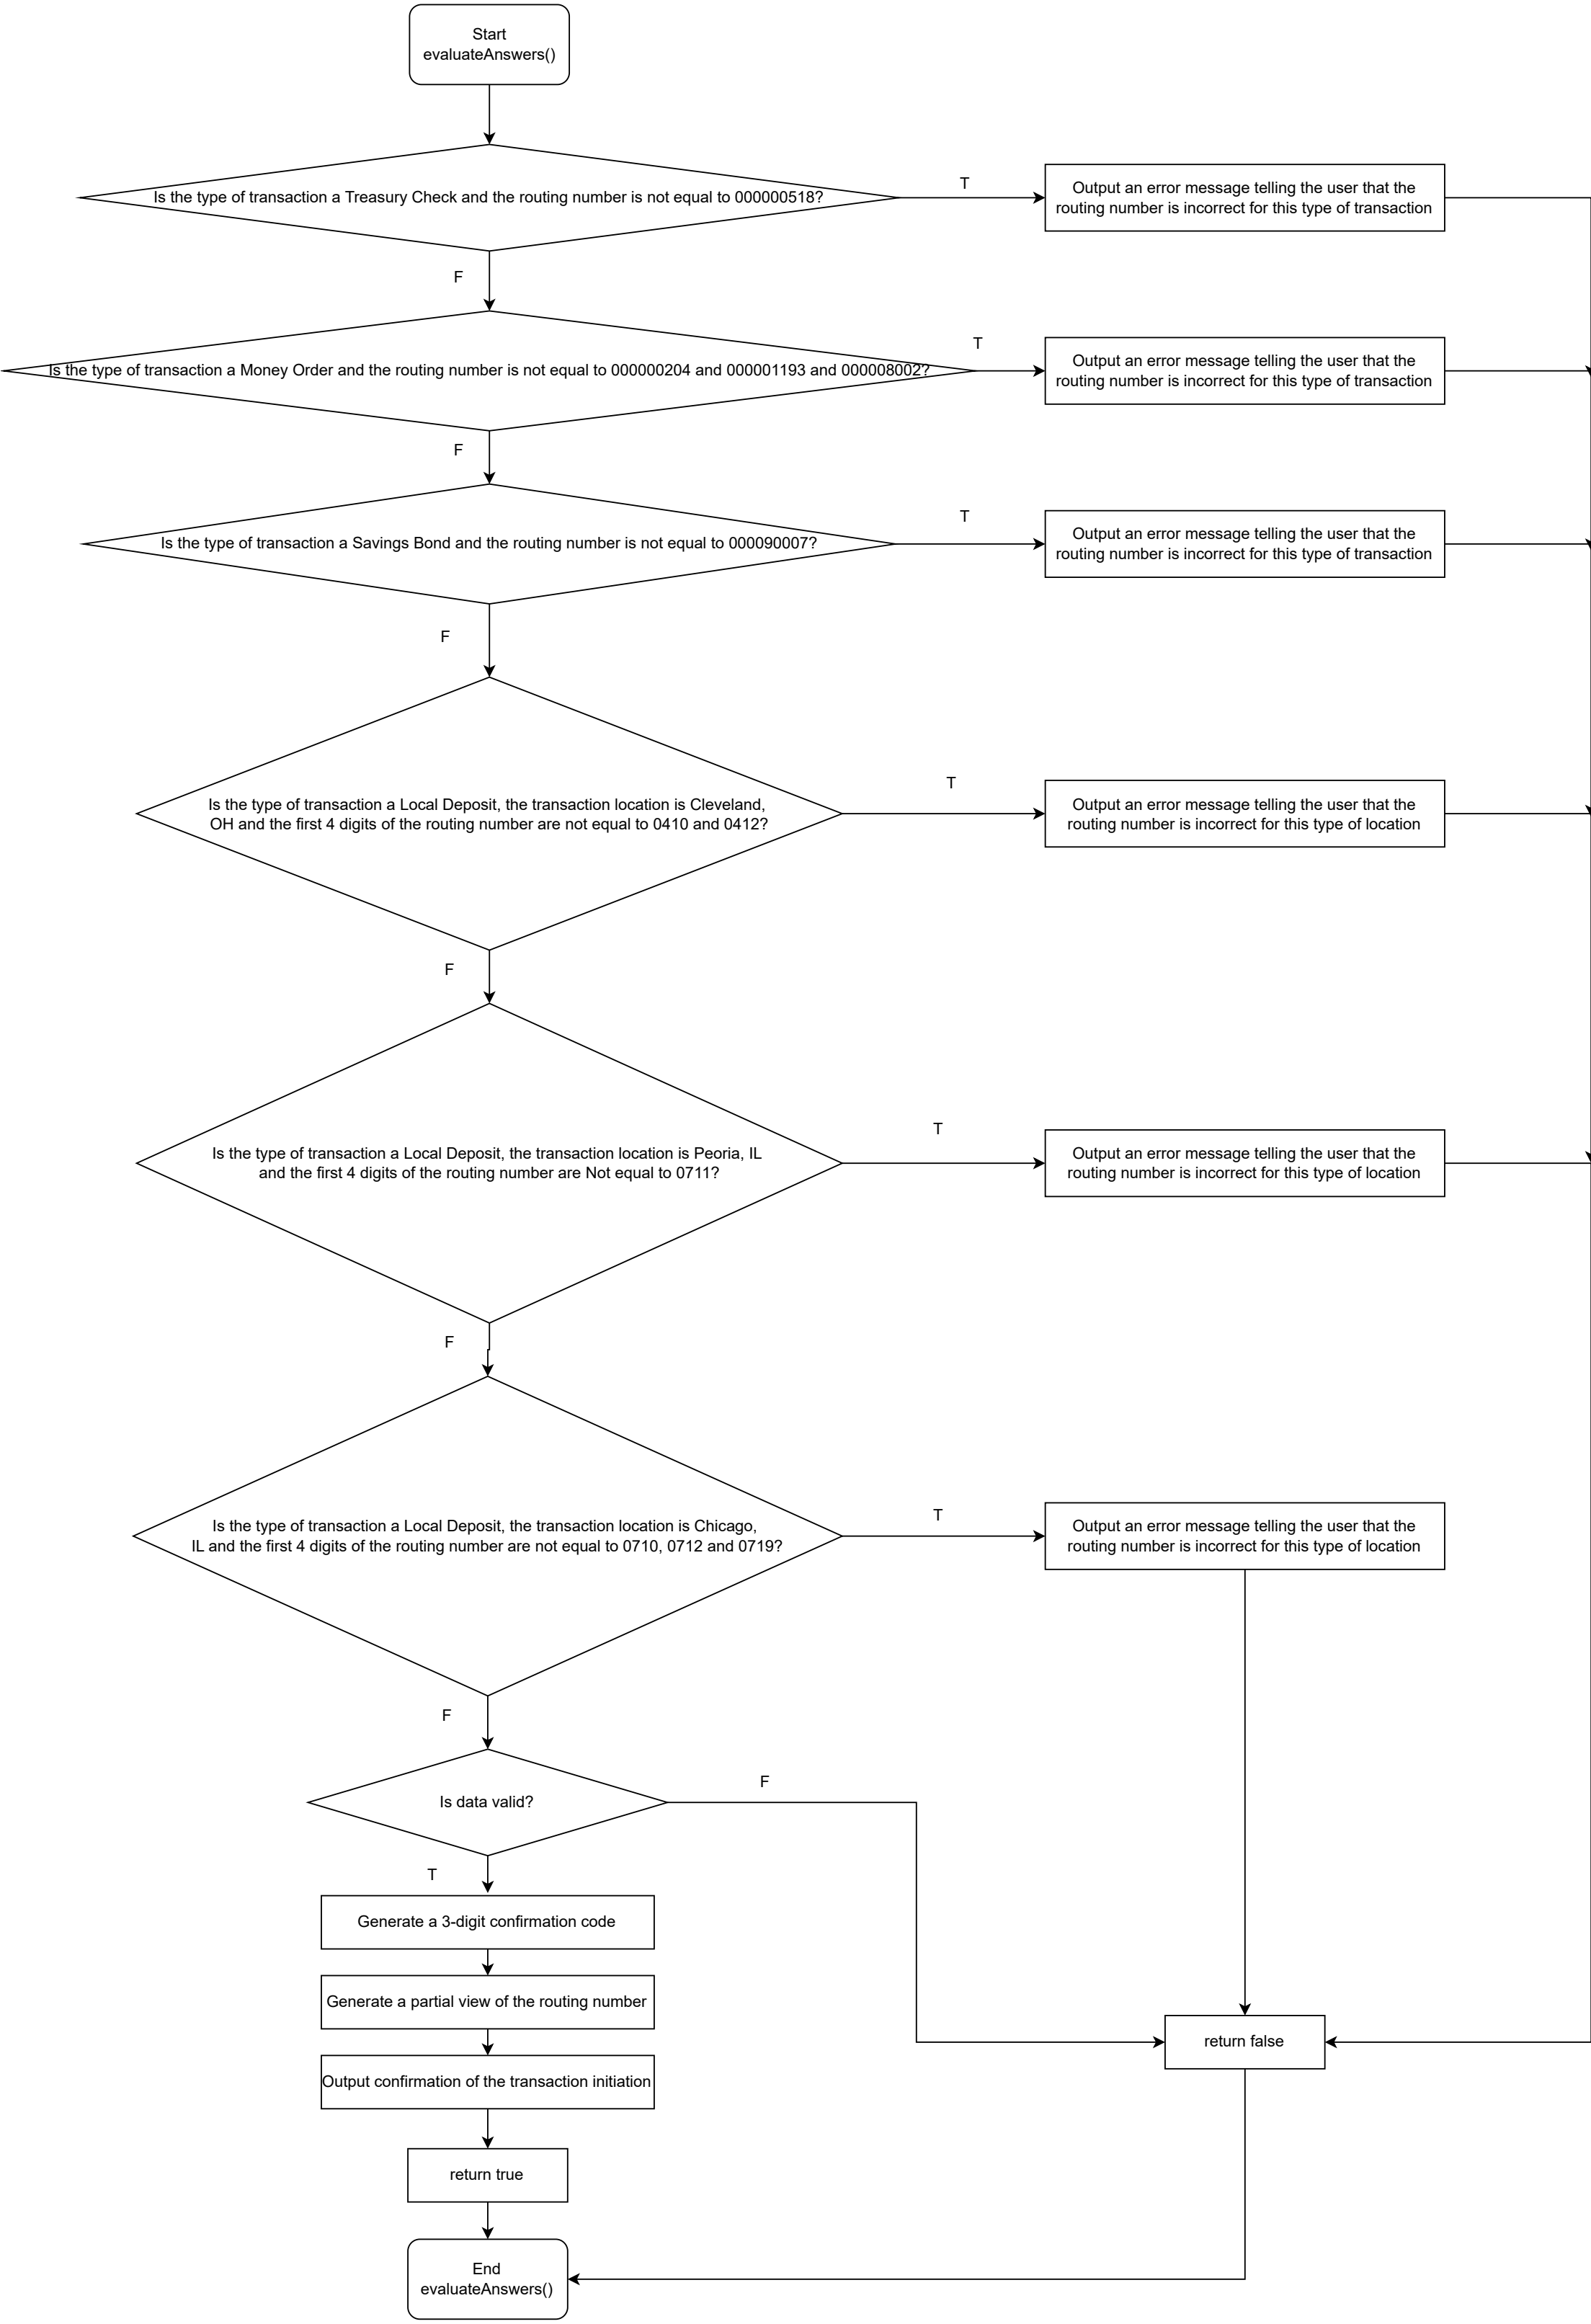 Start
evaluateAnswers()
Is the type of transaction a Treasury Check and the routing number is not equal to 000000518?
T
Output an error message telling the user that the
routing number is incorrect for this type of transaction
F
Is the type of transaction a Money Order and the routing number is not equal to 000000204 and 000001193 and 000008002?
T
Output an error message telling the user that the
routing number is incorrect for this type of transaction
F
Is the type of transaction a Savings Bond and the routing number is not equal to 000090007?
T
Output an error message telling the user that the
routing number is incorrect for this type of transaction
F
Is the type of transaction a Local Deposit, the transaction location is Cleveland,
OH and the first 4 digits of the routing number are not equal to 0410 and 0412?
T
Output an error message telling the user that the
routing number is incorrect for this type of location
F
Is the type of transaction a Local Deposit, the transaction location is Peoria, IL
and the first 4 digits of the routing number are Not equal to 0711?
T
Output an error message telling the user that the
routing number is incorrect for this type of location
F
Is the type of transaction a Local Deposit, the transaction location is Chicago,
IL and the first 4 digits of the routing number are not equal to 0710, 0712 and 0719?
T
Output an error message telling the user that the
routing number is incorrect for this type of location
F
Is data valid?
F
T
Generate a 3-digit confirmation code
Generate a partial view of the routing number
return false
Output confirmation of the transaction initiation
return true
End
evaluateAnswers()